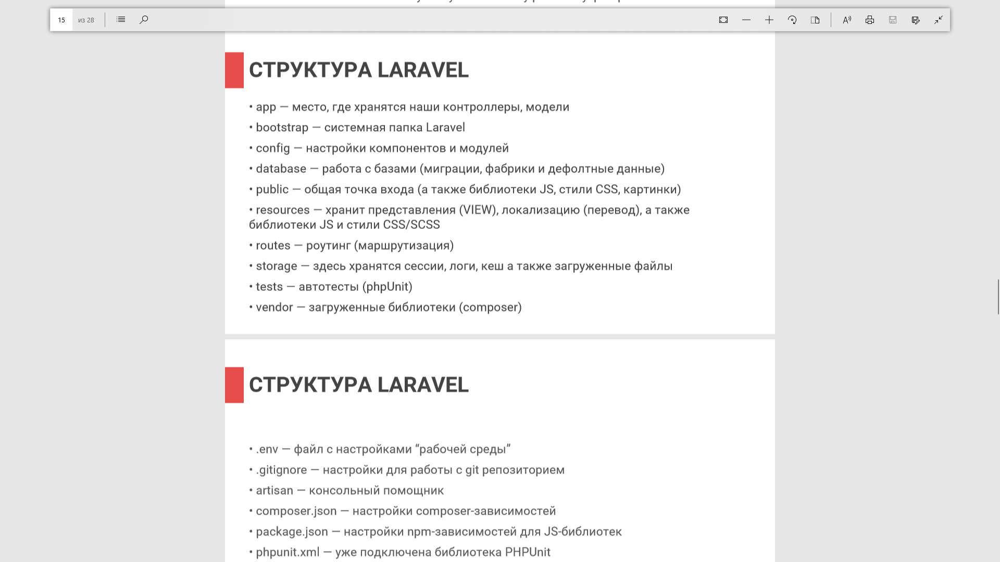 15 из 28
СТРУКТУРА LARAVEL
• app — место, где хранятся наши контроллеры, модели
• bootstrap — системная папка Laravel
• config — настройки компонентов и модулей
• database — работа с базами (миграции, фабрики и дефолтные данные)
• public — общая точка входа (а также библиотеки JS, стили CSS, картинки)
• resources — хранит представления (VIEW), локализацию (перевод), а также
библиотеки JS и стили CSS/SCSS
• routes — роутинг (маршрутизация)
• storage — здесь хранятся сессии, логи, кеш а также загруженные файлы
• tests — автотесты (phpUnit)
• vendor — загруженные библиотеки (composer)
СТРУКТУРА LARAVEL
• .env — файл с настройками “рабочей среды”
• .gitignore — настройки для работы с git репозиторием
• artisan — консольный помощник
• composer.json — настройки composer-зависимостей
• package.json — настройки npm-зависимостей для JS-библиотек
• phpunit.xml — уже подключена библиотека PHPUnit